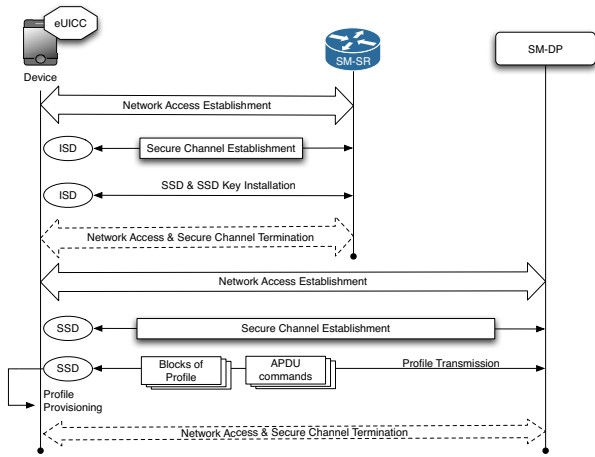 eUICC
Device
SM-SR
SM-DP
Network Access Establishment
ISD
Secure Channel Establishment
ISD
SSD & SSD Key Installation
Network Access & Secure Channel Termination
Network Access Establishment
SSD
Secure Channel Establishment
SSD
Blocks of
Profile
APDU
commands
Profile Transmission
Profile
Provisioning
Network Access & Secure Channel Termination